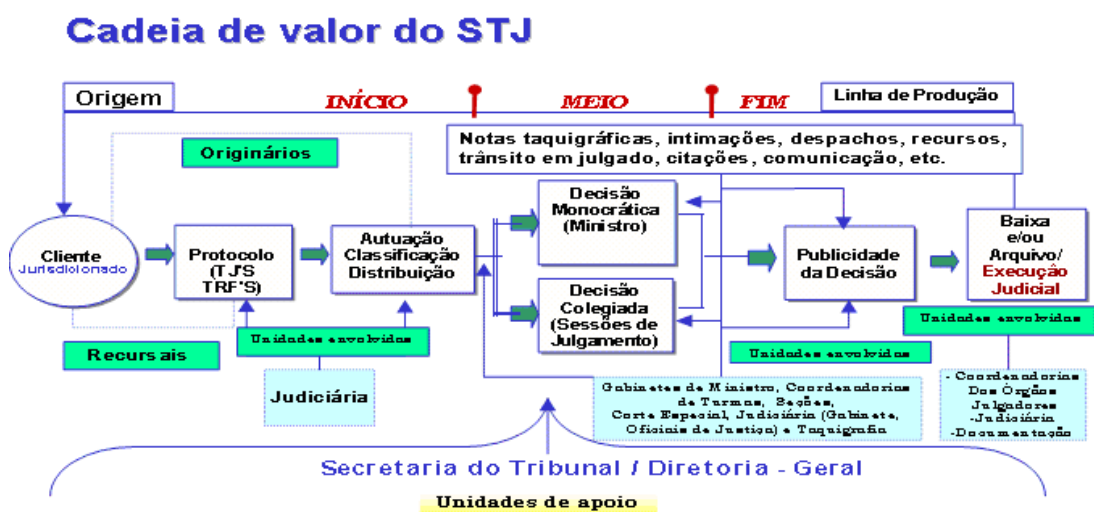 Cadeia de valor do STJ
Origem
INÍCIO
MEIO
FIM
Linha de Produção
Notas taquigráficas, intimações, despachos, recursos,
trânsito em julgado, citações, comunicação, etc.
Originários
Cliente
Jurisdicionado
Protocolo
(TJ'S
TRF'S)
Autuação
Classificação
Distribuição
Decisão
Monocrática
(Ministro)
Decisão
Colegiada
(Sessões de
Julgamento)
Publicidade
da Decisão
Baixa
e/ou
Arquivo/
Execução
Judicial
Recursais
Unidades envolvidas
Judiciária
Unidades envolvidas
Gabinetes de Ministro, Coordenadorias
de Turmas, Seções,
Corte Especial, Judiciária (Gabinete,
Oficiais de Justiça) e Taquigrafia
Unidades envolvidas
- Coordenadorias
Dos Órgãos
Julgadores
-Judiciária
-Documentação
Secretaria do Tribunal / Diretoria - Geral
Unidades de apoio